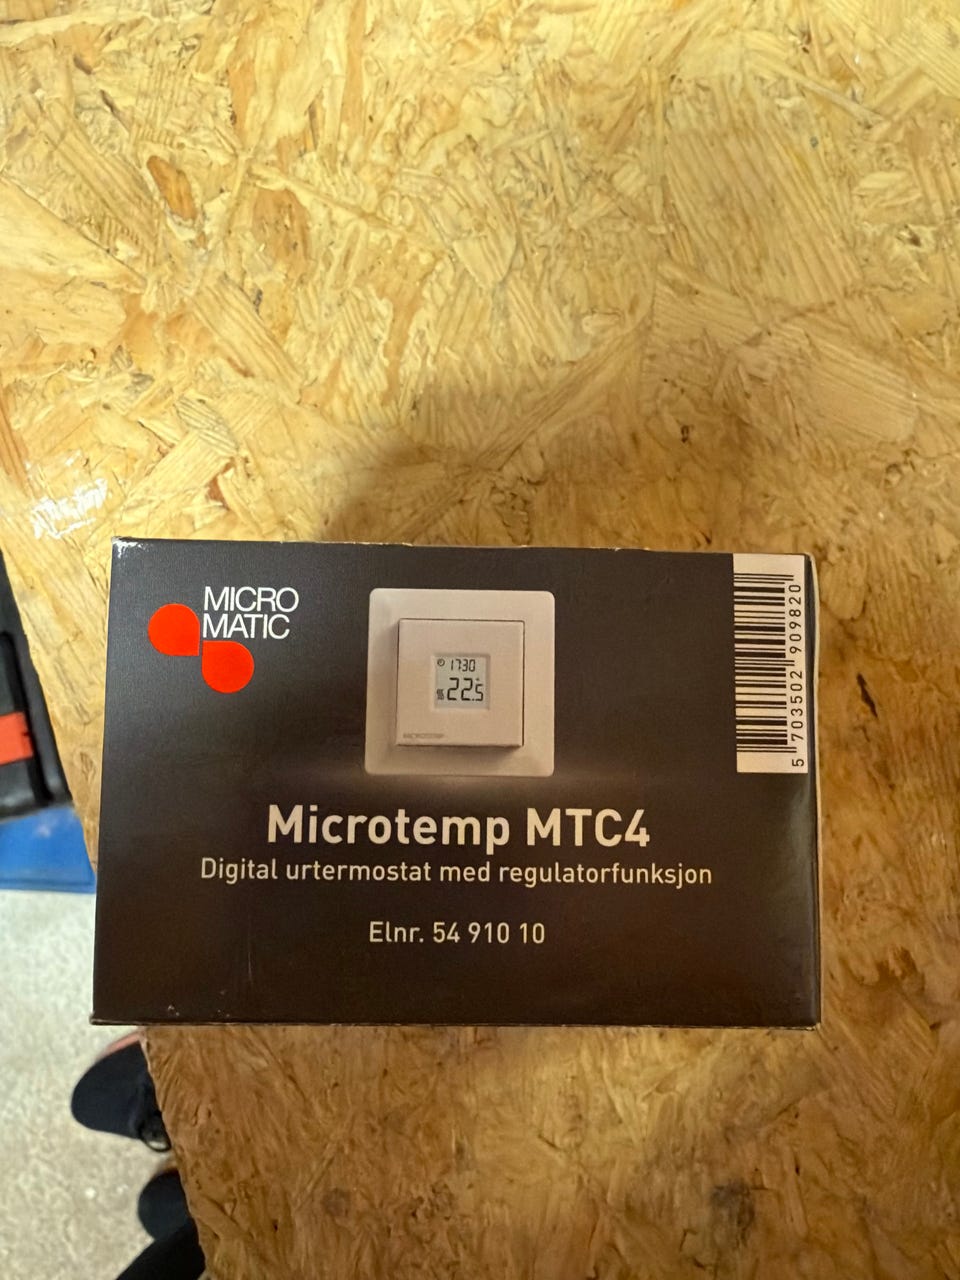 MICRO
MATIC
17:30
22.5
MICROTEMP
Microtemp MTC4
Digital urtermostat med regulatorfunksjon
Elnr. 54 910 10
5 703502 909820